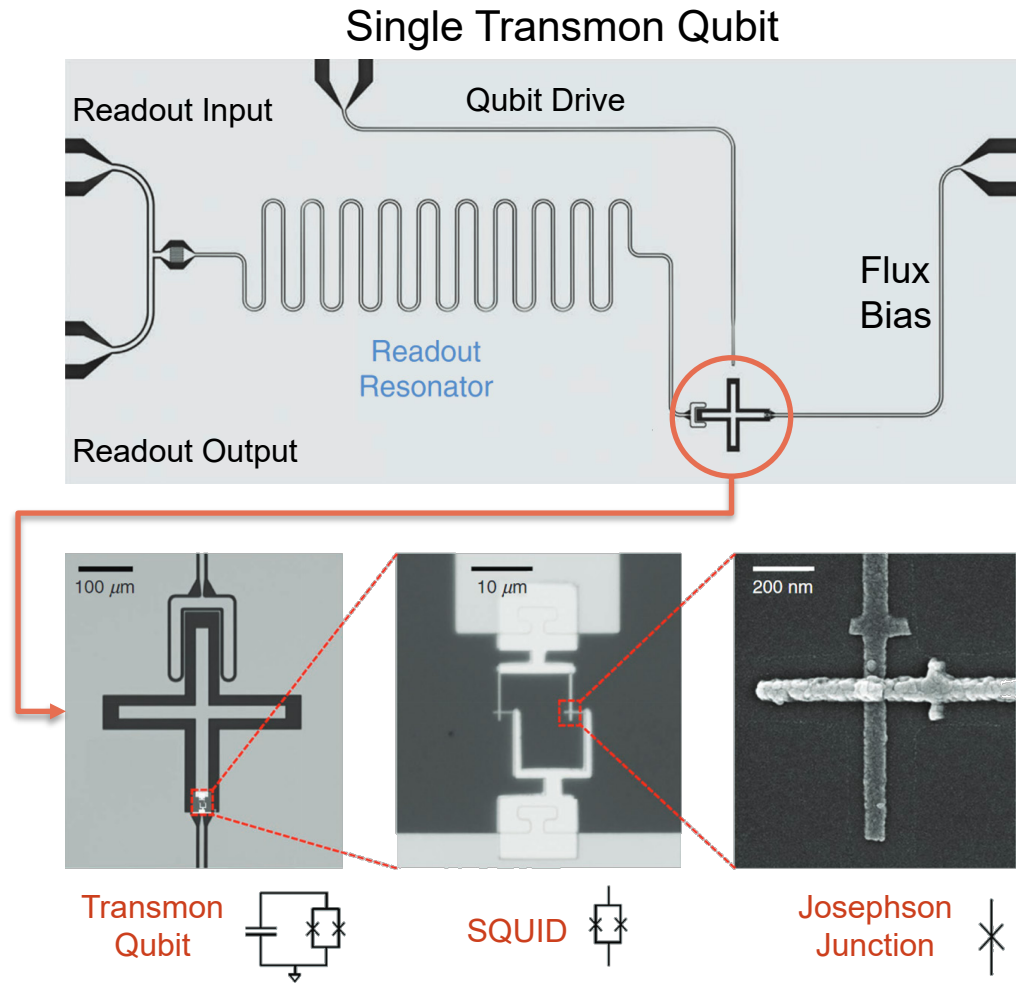 Single Transmon Qubit
Readout Input
Qubit Drive
Flux
Bias
Readout
Resonator
Readout Output
100 μm
10 μm
200 nm
Transmon
Qubit
SQUID
Josephson
Junction